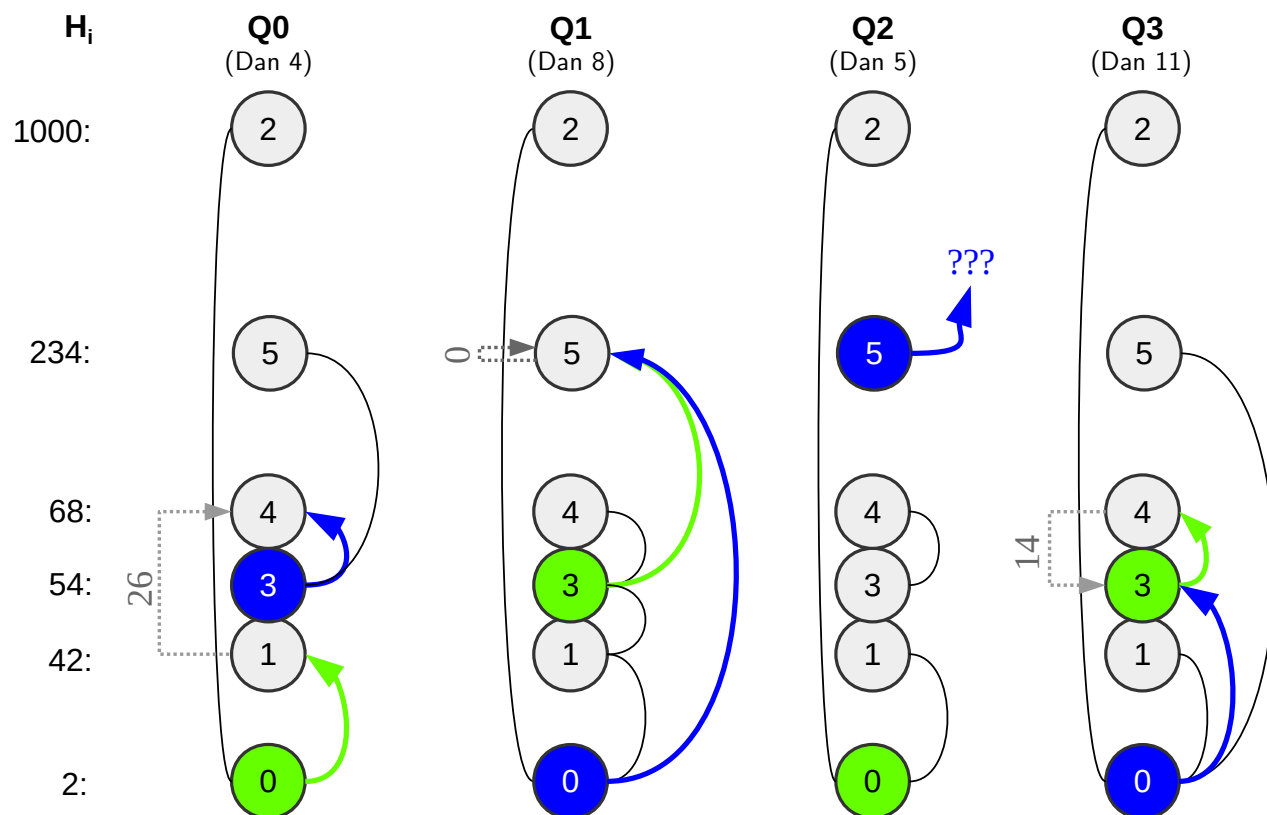 Hi Q0 Q1 Q2 Q3
(Dan 4) (Dan 8) (Dan 5) (Dan 11)
1000: 2 2 2 2
???
234: 5 0 5 5 5
68: 4 4 4 4
26 14
54: 3 3 3 3
42: 1 1 1 1
2: 0 0 0 0